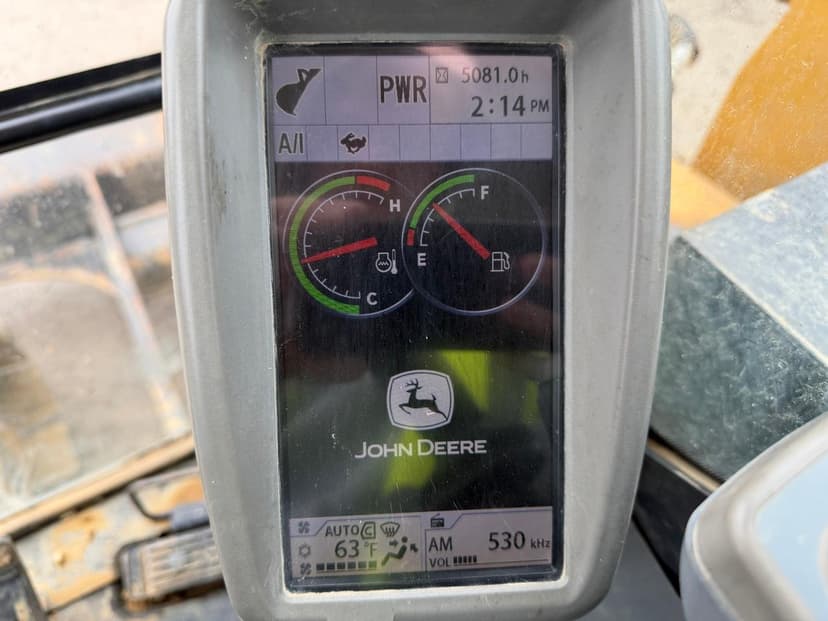 PWR
5081.0h
2:14 PM
A/I
H
F
E
C
JOHN DEERE
AUTO C
63°F
AM 530 kHz
VOL